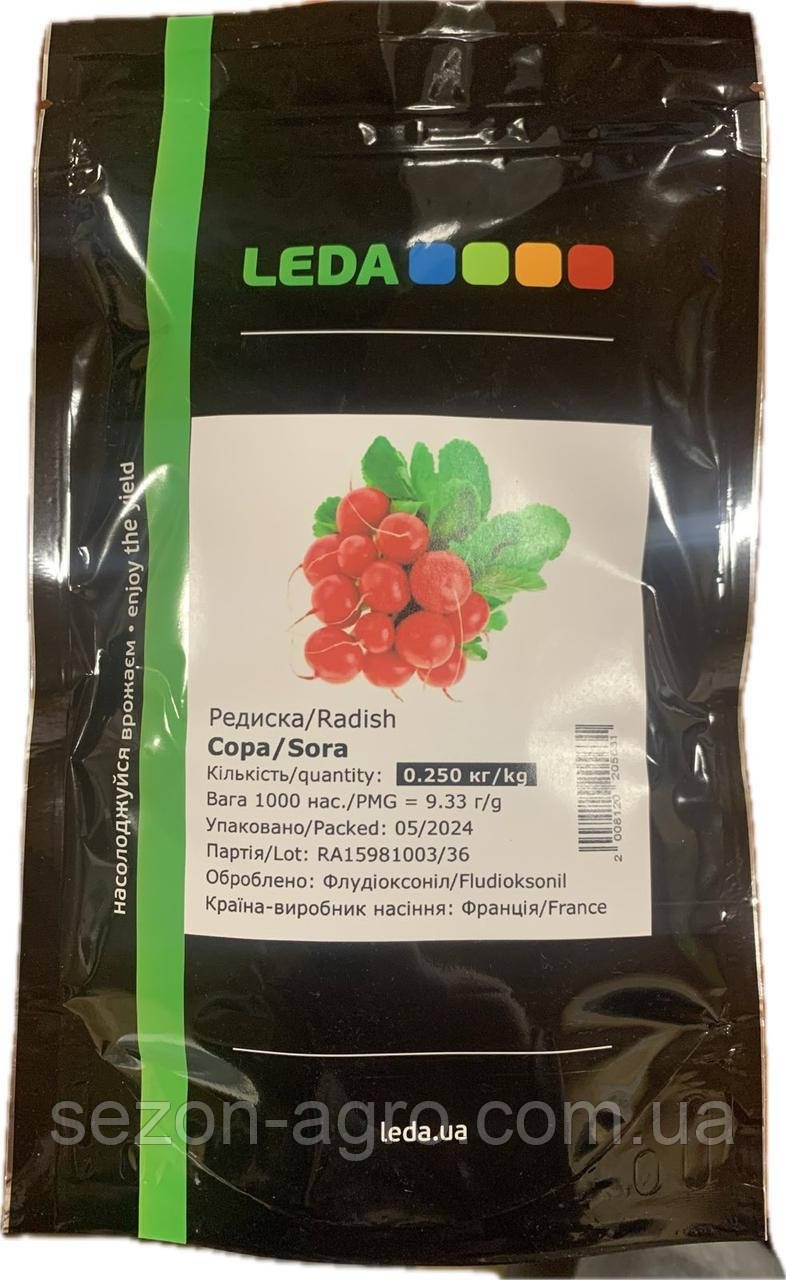 LEDA
насолоджуйся врожаєм • enjoy the yield
Редиска/Radish
Сора/Sora
Кількість/quantity: 0.250 кг/kg
Вага 1000 нас./PMG = 9.33 г/g
Упаковано/Packed: 05/2024
Партія/Lot: RA15981003/36
Оброблено: Флудіоксоніл/Fludioksonil
Країна-виробник насіння: Франція/France
leda.ua
sezon-agro.com.ua